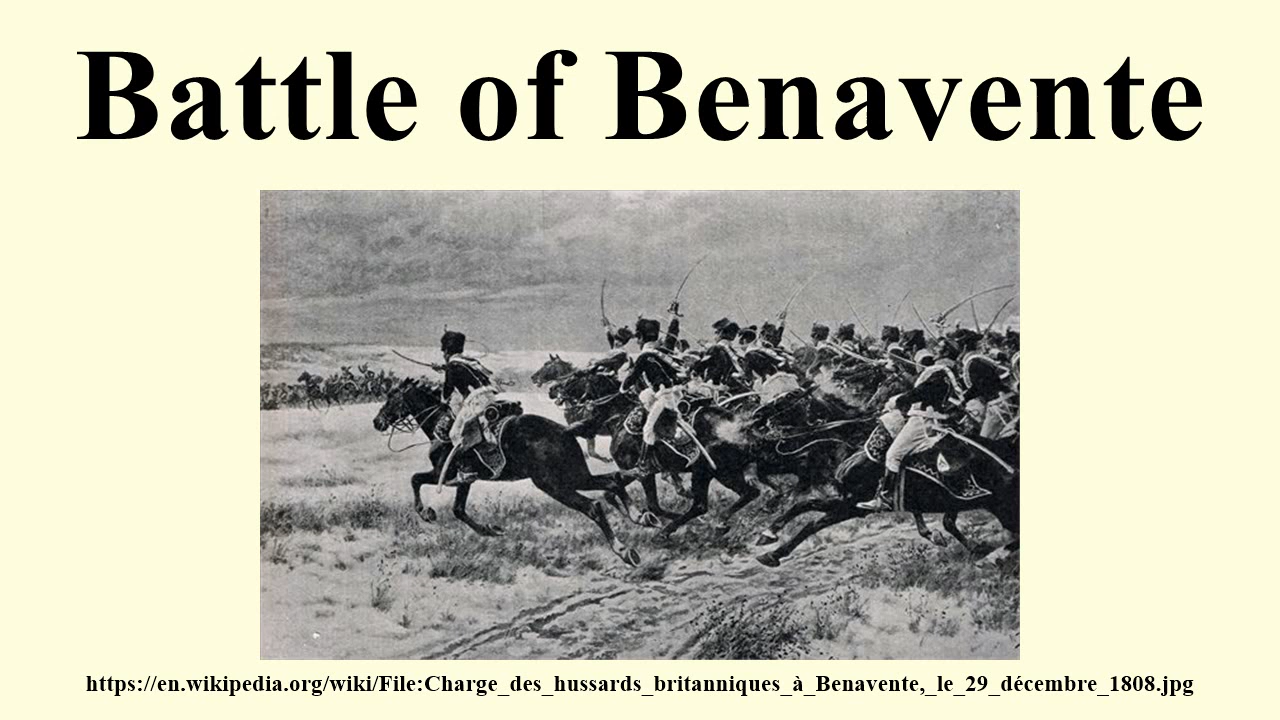 Battle of Benavente
https://en.wikipedia.org/wiki/File:Charge_des_hussards_britanniques_à_Benavente,_le_29_décembre_1808.jpg